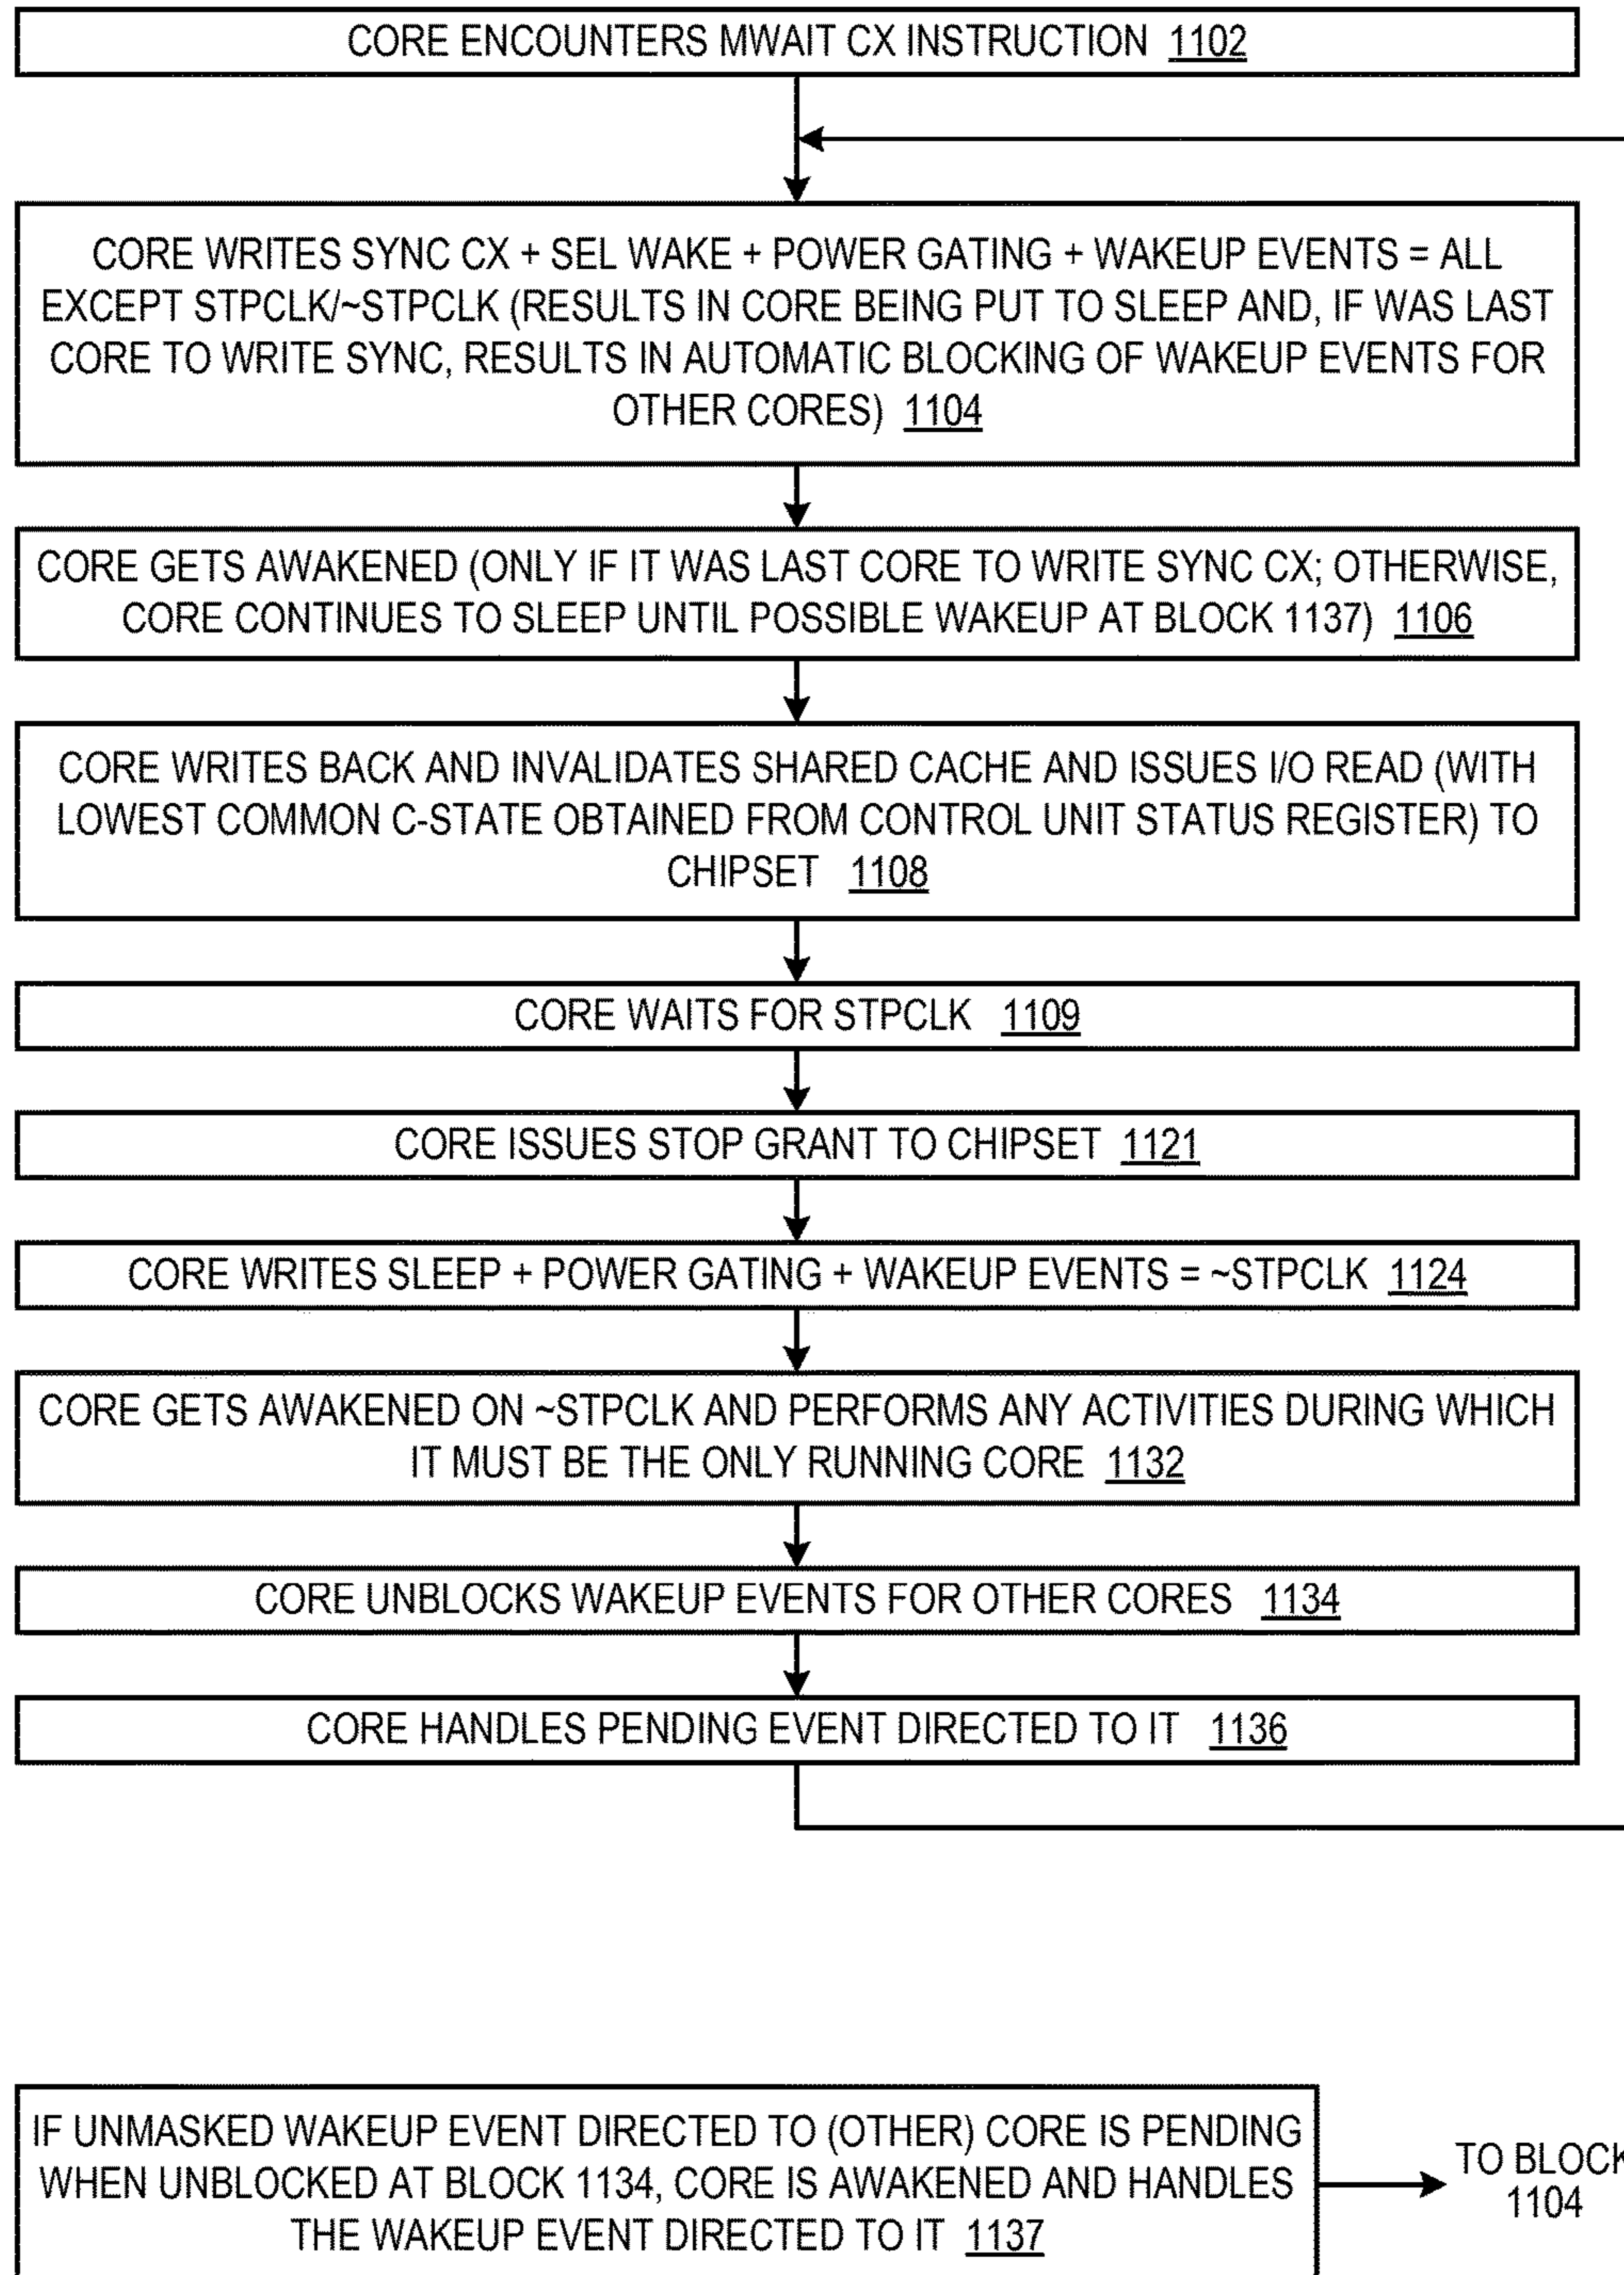 CORE ENCOUNTERS MWAIT CX INSTRUCTION 1102
CORE WRITES SYNC CX + SEL WAKE + POWER GATING + WAKEUP EVENTS = ALL
EXCEPT STPCLK/~STPCLK (RESULTS IN CORE BEING PUT TO SLEEP AND, IF WAS LAST
CORE TO WRITE SYNC, RESULTS IN AUTOMATIC BLOCKING OF WAKEUP EVENTS FOR
OTHER CORES) 1104
CORE GETS AWAKENED (ONLY IF IT WAS LAST CORE TO WRITE SYNC CX; OTHERWISE,
CORE CONTINUES TO SLEEP UNTIL POSSIBLE WAKEUP AT BLOCK 1137) 1106
CORE WRITES BACK AND INVALIDATES SHARED CACHE AND ISSUES I/O READ (WITH
LOWEST COMMON C-STATE OBTAINED FROM CONTROL UNIT STATUS REGISTER) TO
CHIPSET 1108
CORE WAITS FOR STPCLK 1109
CORE ISSUES STOP GRANT TO CHIPSET 1121
CORE WRITES SLEEP + POWER GATING + WAKEUP EVENTS = ~STPCLK 1124
CORE GETS AWAKENED ON ~STPCLK AND PERFORMS ANY ACTIVITIES DURING WHICH
IT MUST BE THE ONLY RUNNING CORE 1132
CORE UNBLOCKS WAKEUP EVENTS FOR OTHER CORES 1134
CORE HANDLES PENDING EVENT DIRECTED TO IT 1136
IF UNMASKED WAKEUP EVENT DIRECTED TO (OTHER) CORE IS PENDING
WHEN UNBLOCKED AT BLOCK 1134, CORE IS AWAKENED AND HANDLES
THE WAKEUP EVENT DIRECTED TO IT 1137
TO BLOCK
1104